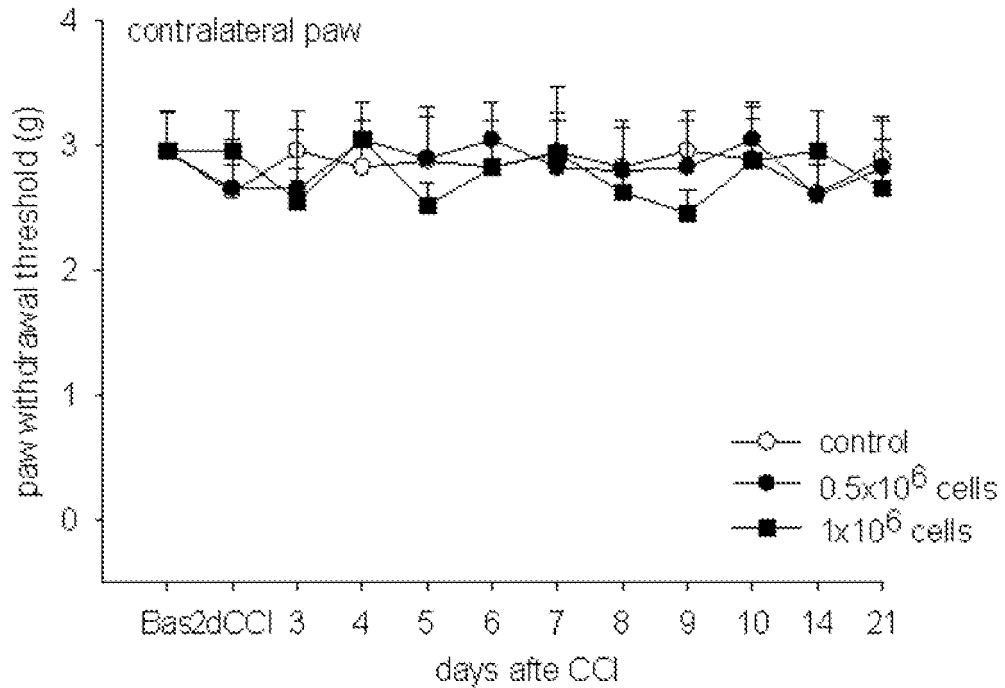 contralateral paw
paw withdrawal threshold (g)
4
3
2
1
0
control
0.5x10⁶ cells
1x10⁶ cells
Bas2dCCI 3 4 5 6 7 8 9 10 14 21
days afte CCI